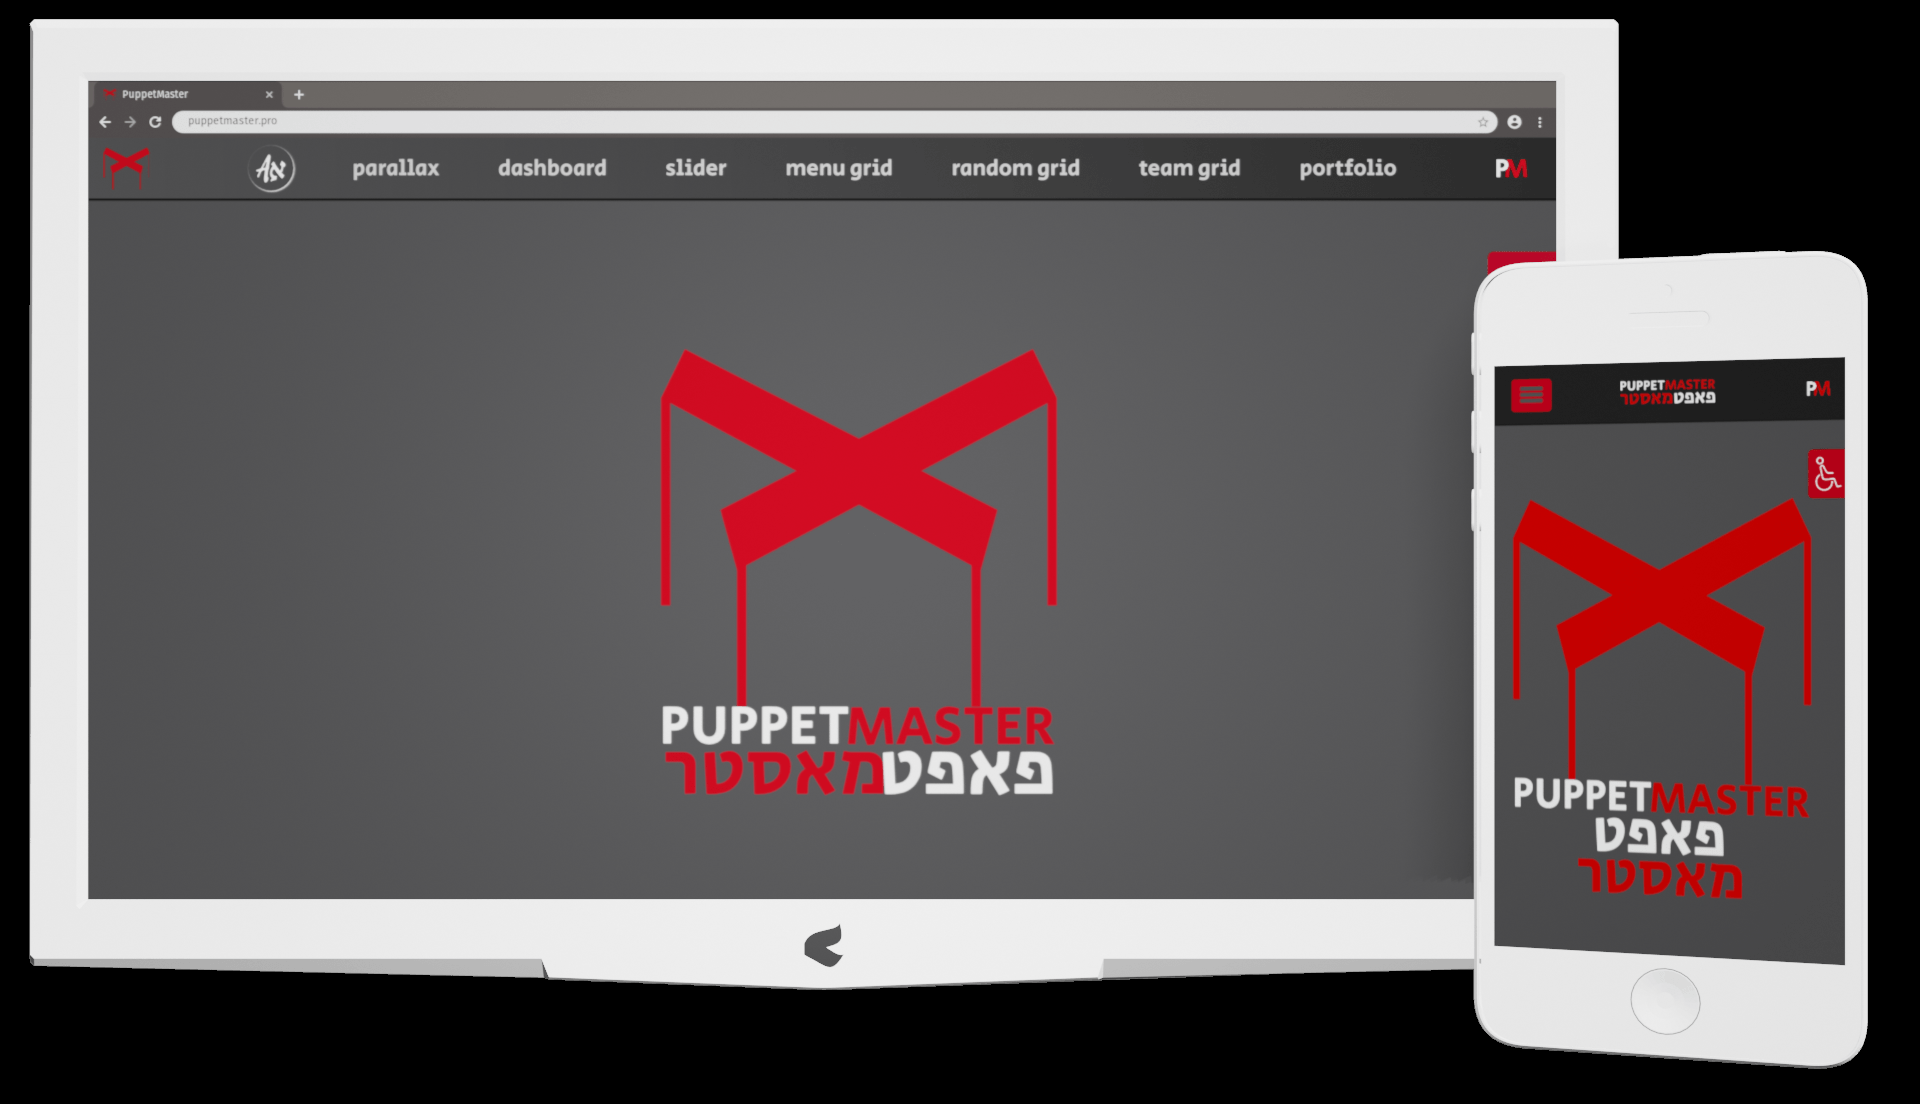 PuppetMaster
puppetmaster.pro
Aא parallax dashboard slider menu grid random grid team grid portfolio PM
PUPPETMASTER
פאפטמאסטר
PUPPETMASTER
פאפטמאסטר
PM
PUPPETMASTER
פאפט
מאסטר